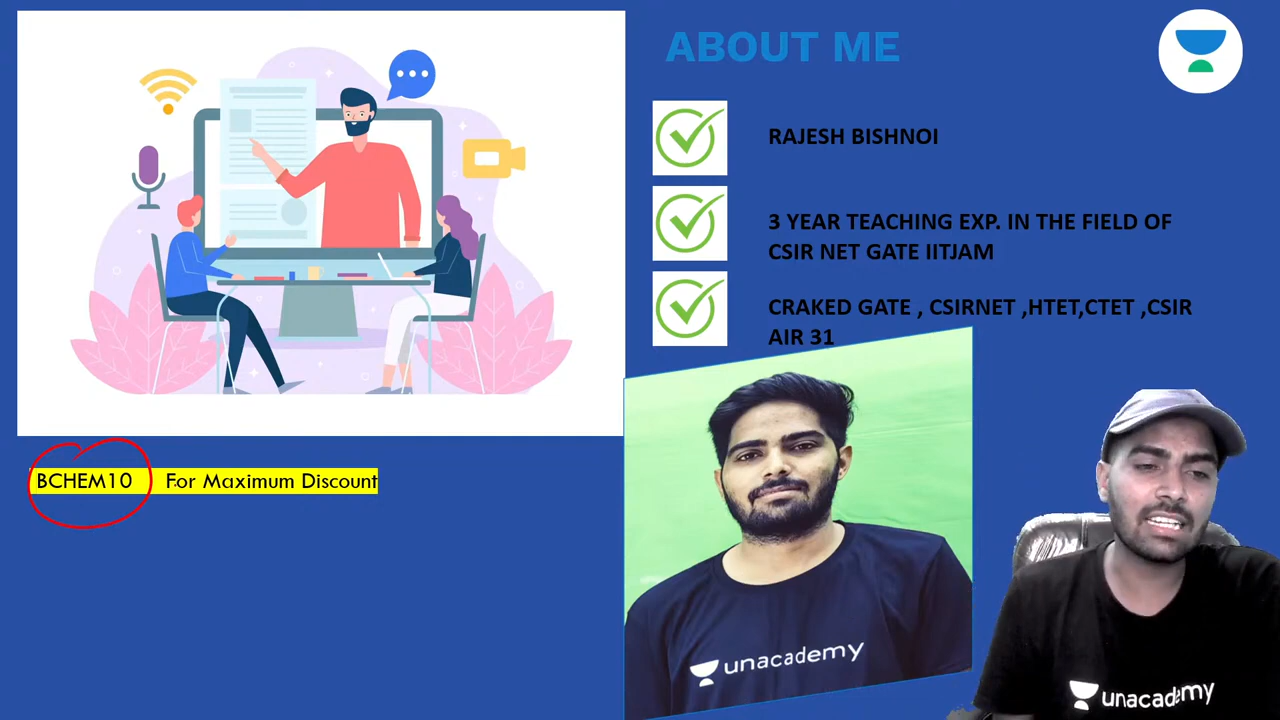 ABOUT ME
RAJESH BISHNOI
3 YEAR TEACHING EXP. IN THE FIELD OF
CSIR NET GATE IITJAM
CRAKED GATE , CSIRNET ,HTET,CTET ,CSIR
AIR 31
BCHEM10 For Maximum Discount
unacademy
unacademy